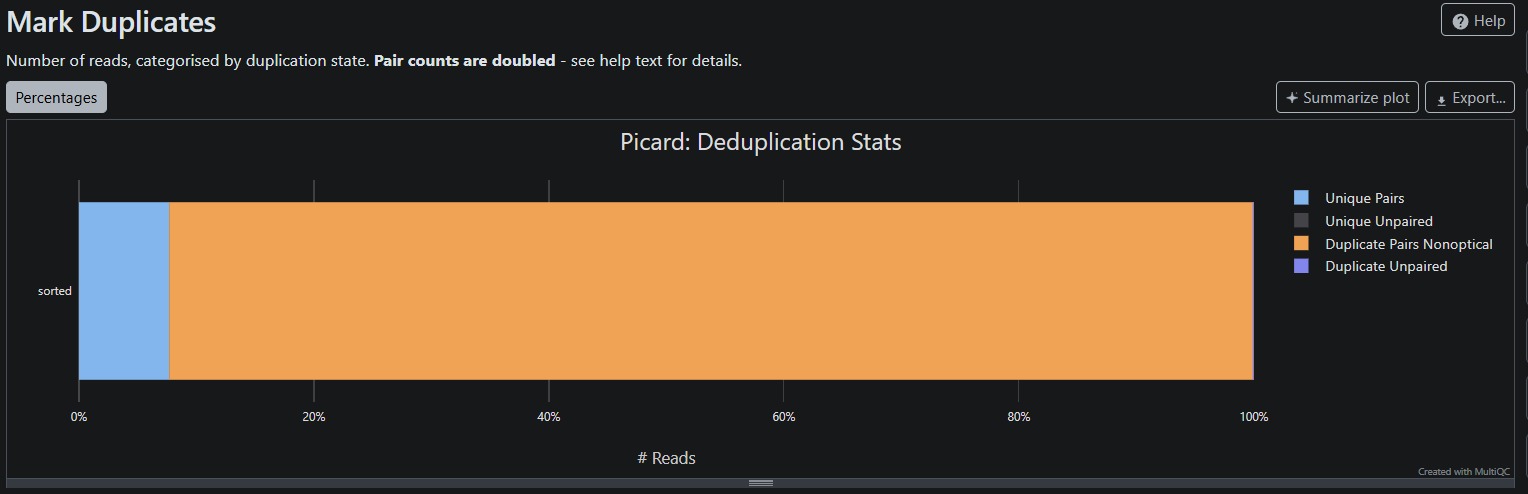 Mark Duplicates
Help
Number of reads, categorised by duplication state. Pair counts are doubled - see help text for details.
Percentages
Summarize plot
Export...
Picard: Deduplication Stats
Unique Pairs
Unique Unpaired
Duplicate Pairs Nonoptical
Duplicate Unpaired
sorted
0% 20% 40% 60% 80% 100%
# Reads
Created with MultiQC